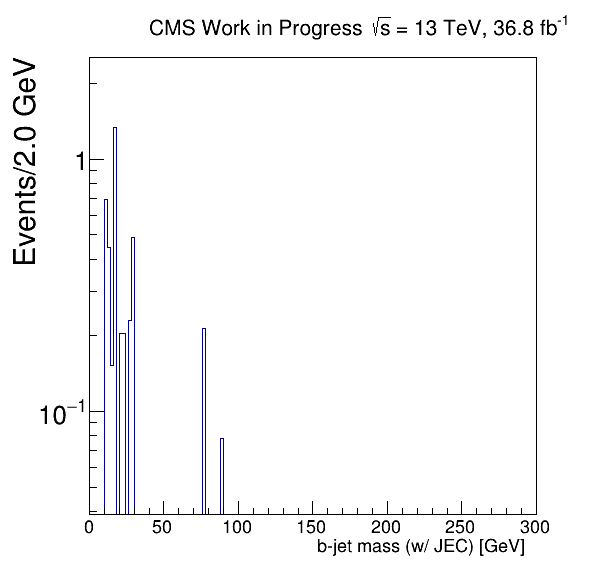 CMS Work in Progress √s = 13 TeV, 36.8 fb⁻¹
Events/2.0 GeV
1
10⁻¹
0 50 100 150 200 250 300
b-jet mass (w/ JEC) [GeV]